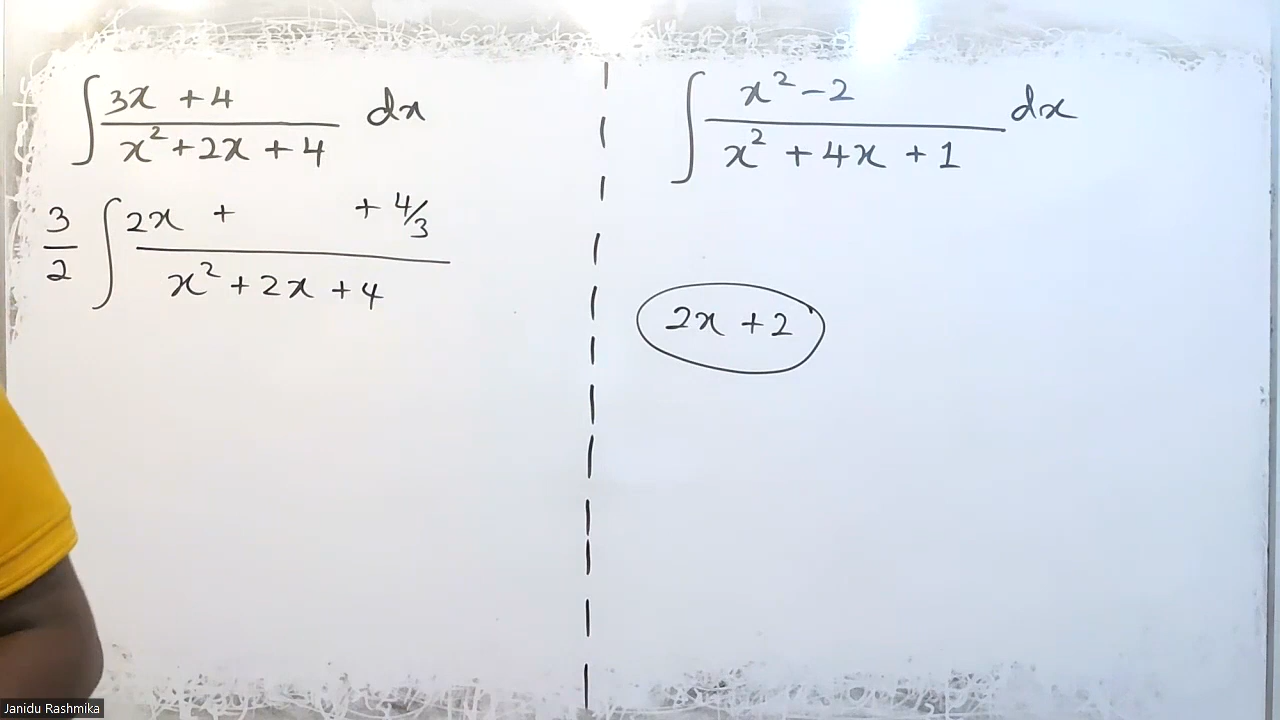 ∫ 3x + 4 / x² + 2x + 4 dx
3/2 ∫ 2x + + 4/3 / x² + 2x + 4
∫ x² - 2 / x² + 4x + 1 dx
2x + 2
Janidu Rashmika